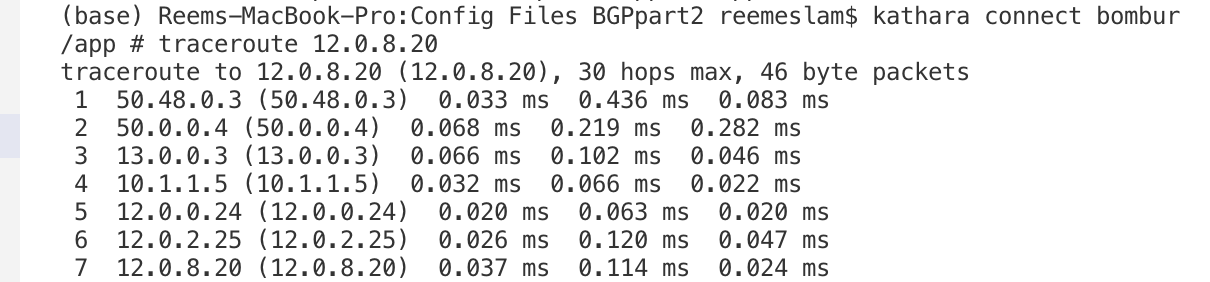 (base) Reems-MacBook-Pro:Config Files BGPpart2 reemeslam$ kathara connect bombur
/app # traceroute 12.0.8.20
traceroute to 12.0.8.20 (12.0.8.20), 30 hops max, 46 byte packets
 1  50.48.0.3 (50.48.0.3)  0.033 ms  0.436 ms  0.083 ms
 2  50.0.0.4 (50.0.0.4)  0.068 ms  0.219 ms  0.282 ms
 3  13.0.0.3 (13.0.0.3)  0.066 ms  0.102 ms  0.046 ms
 4  10.1.1.5 (10.1.1.5)  0.032 ms  0.066 ms  0.022 ms
 5  12.0.0.24 (12.0.0.24)  0.020 ms  0.063 ms  0.020 ms
 6  12.0.2.25 (12.0.2.25)  0.026 ms  0.120 ms  0.047 ms
 7  12.0.8.20 (12.0.8.20)  0.037 ms  0.114 ms  0.024 ms